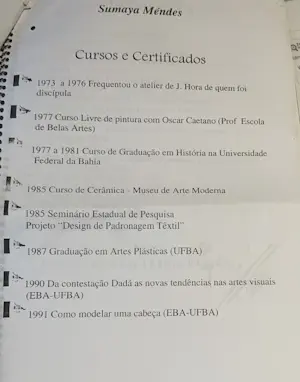 Sumaya Méndes
Cursos e Certificados
1973 a 1976 Frequentou o atelier de J. Hora de quem foi
discípula
1977 Curso Livre de pintura com Oscar Caetano (Prof Escola
de Belas Artes)
1977 a 1981 Curso de Graduação em História na Universidade
Federal da Bahia
1985 Curso de Cerâmica - Museu de Arte Moderna
1985 Seminário Estadual de Pesquisa
Projeto “Design de Padronagem Têxtil”
1987 Graduação em Artes Plásticas (UFBA)
1990 Da contestação Dadá as novas tendências nas artes visuais
(EBA-UFBA)
1991 Como modelar uma cabeça (EBA-UFBA)